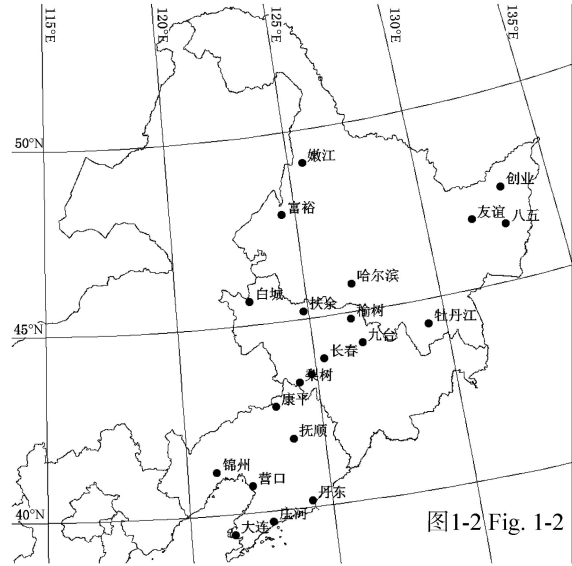 115°E
120°E
125°E
130°E
135°E
50°N
嫩江
创业
富裕
友谊
八五
哈尔滨
白城
扶余
榆树
牡丹江
45°N
九台
长春
梨树
康平
抚顺
锦州
营口
丹东
庄河
40°N
大连
图1-2 Fig. 1-2